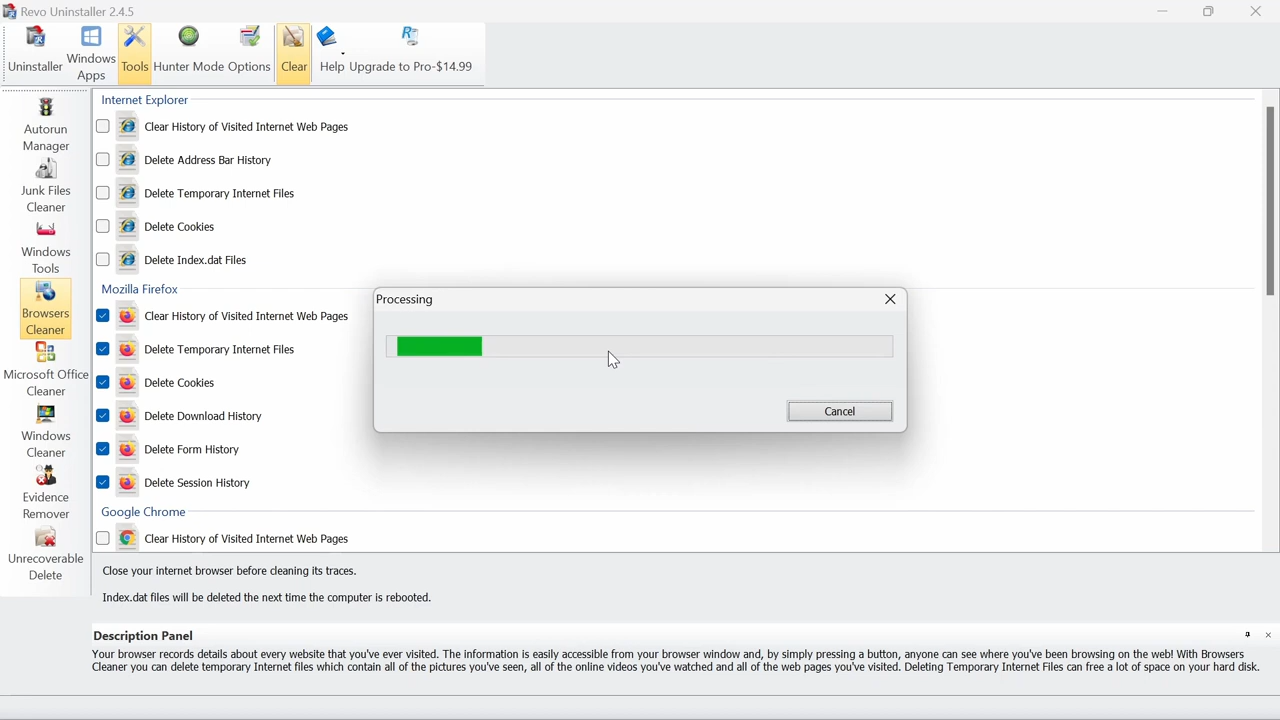 Revo Uninstaller 2.4.5
Uninstaller
Windows
Apps
Tools
Hunter Mode
Options
Clear
Help
Upgrade to Pro-$14.99
Autorun
Manager
Junk Files
Cleaner
Windows
Tools
Browsers
Cleaner
Microsoft Office
Cleaner
Windows
Cleaner
Evidence
Remover
Unrecoverable
Delete
Internet Explorer
Clear History of Visited Internet Web Pages
Delete Address Bar History
Delete Temporary Internet Files
Delete Cookies
Delete Index.dat Files
Mozilla Firefox
Clear History of Visited Internet Web Pages
Delete Temporary Internet Files
Delete Cookies
Delete Download History
Delete Form History
Delete Session History
Google Chrome
Clear History of Visited Internet Web Pages
Processing
Cancel
Close your internet browser before cleaning its traces.
Index.dat files will be deleted the next time the computer is rebooted.
Description Panel
Your browser records details about every website that you've ever visited. The information is easily accessible from your browser window and, by simply pressing a button, anyone can see where you've been browsing on the web! With Browsers
Cleaner you can delete temporary Internet files which contain all of the pictures you've seen, all of the online videos you've watched and all of the web pages you've visited. Deleting Temporary Internet Files can free a lot of space on your hard disk.